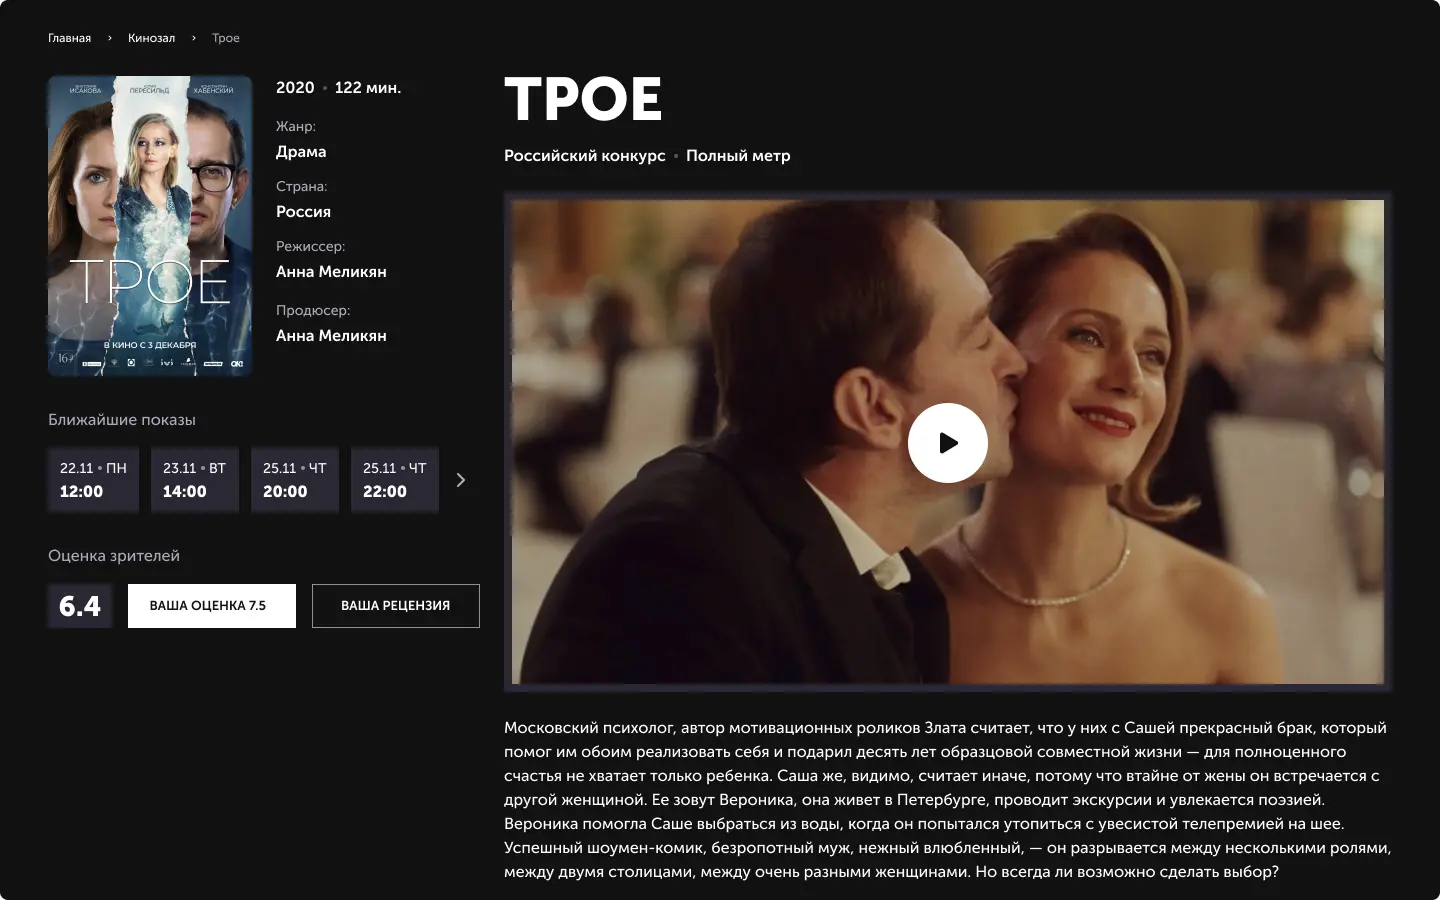 Главная › Кинозал › Трое
ИСАКОВА
ПЕРЕСИЛЬД
ХАБЕНСКИЙ
ТРОЕ
В КИНО С 3 ДЕКАБРЯ
16+
OK!
2020 • 122 мин.
Жанр:
Драма
Страна:
Россия
Режиссер:
Анна Меликян
Продюсер:
Анна Меликян
Ближайшие показы
22.11 • ПН
12:00
23.11 • ВТ
14:00
25.11 • ЧТ
20:00
25.11 • ЧТ
22:00
Оценка зрителей
6.4
ВАША ОЦЕНКА 7.5
ВАША РЕЦЕНЗИЯ
ТРОЕ
Российский конкурс • Полный метр
Московский психолог, автор мотивационных роликов Злата считает, что у них с Сашей прекрасный брак, который
помог им обоим реализовать себя и подарил десять лет образцовой совместной жизни — для полноценного
счастья не хватает только ребенка. Саша же, видимо, считает иначе, потому что втайне от жены он встречается с
другой женщиной. Ее зовут Вероника, она живет в Петербурге, проводит экскурсии и увлекается поэзией.
Вероника помогла Саше выбраться из воды, когда он попытался утопиться с увесистой телепремией на шее.
Успешный шоумен-комик, безропотный муж, нежный влюбленный, — он разрывается между несколькими ролями,
между двумя столицами, между очень разными женщинами. Но всегда ли возможно сделать выбор?